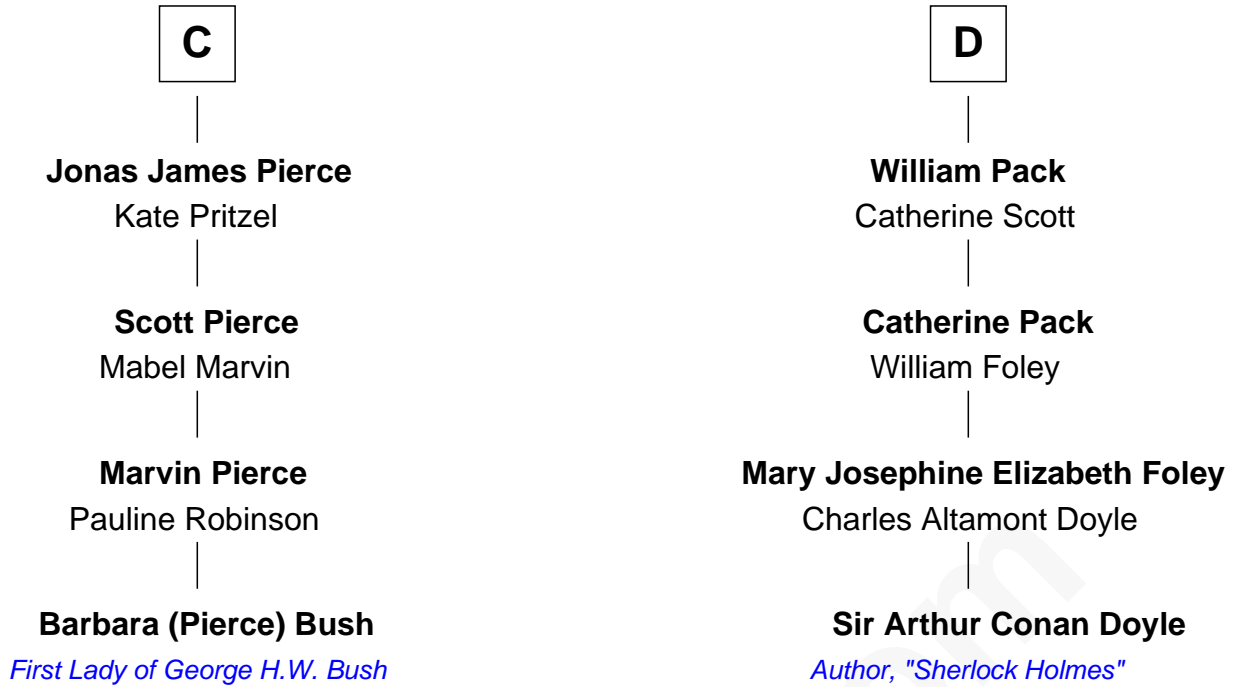 C
Jonas James Pierce
Kate Pritzel
Scott Pierce
Mabel Marvin
Marvin Pierce
Pauline Robinson
Barbara (Pierce) Bush
First Lady of George H.W. Bush
D
William Pack
Catherine Scott
Catherine Pack
William Foley
Mary Josephine Elizabeth Foley
Charles Altamont Doyle
Sir Arthur Conan Doyle
Author, "Sherlock Holmes"